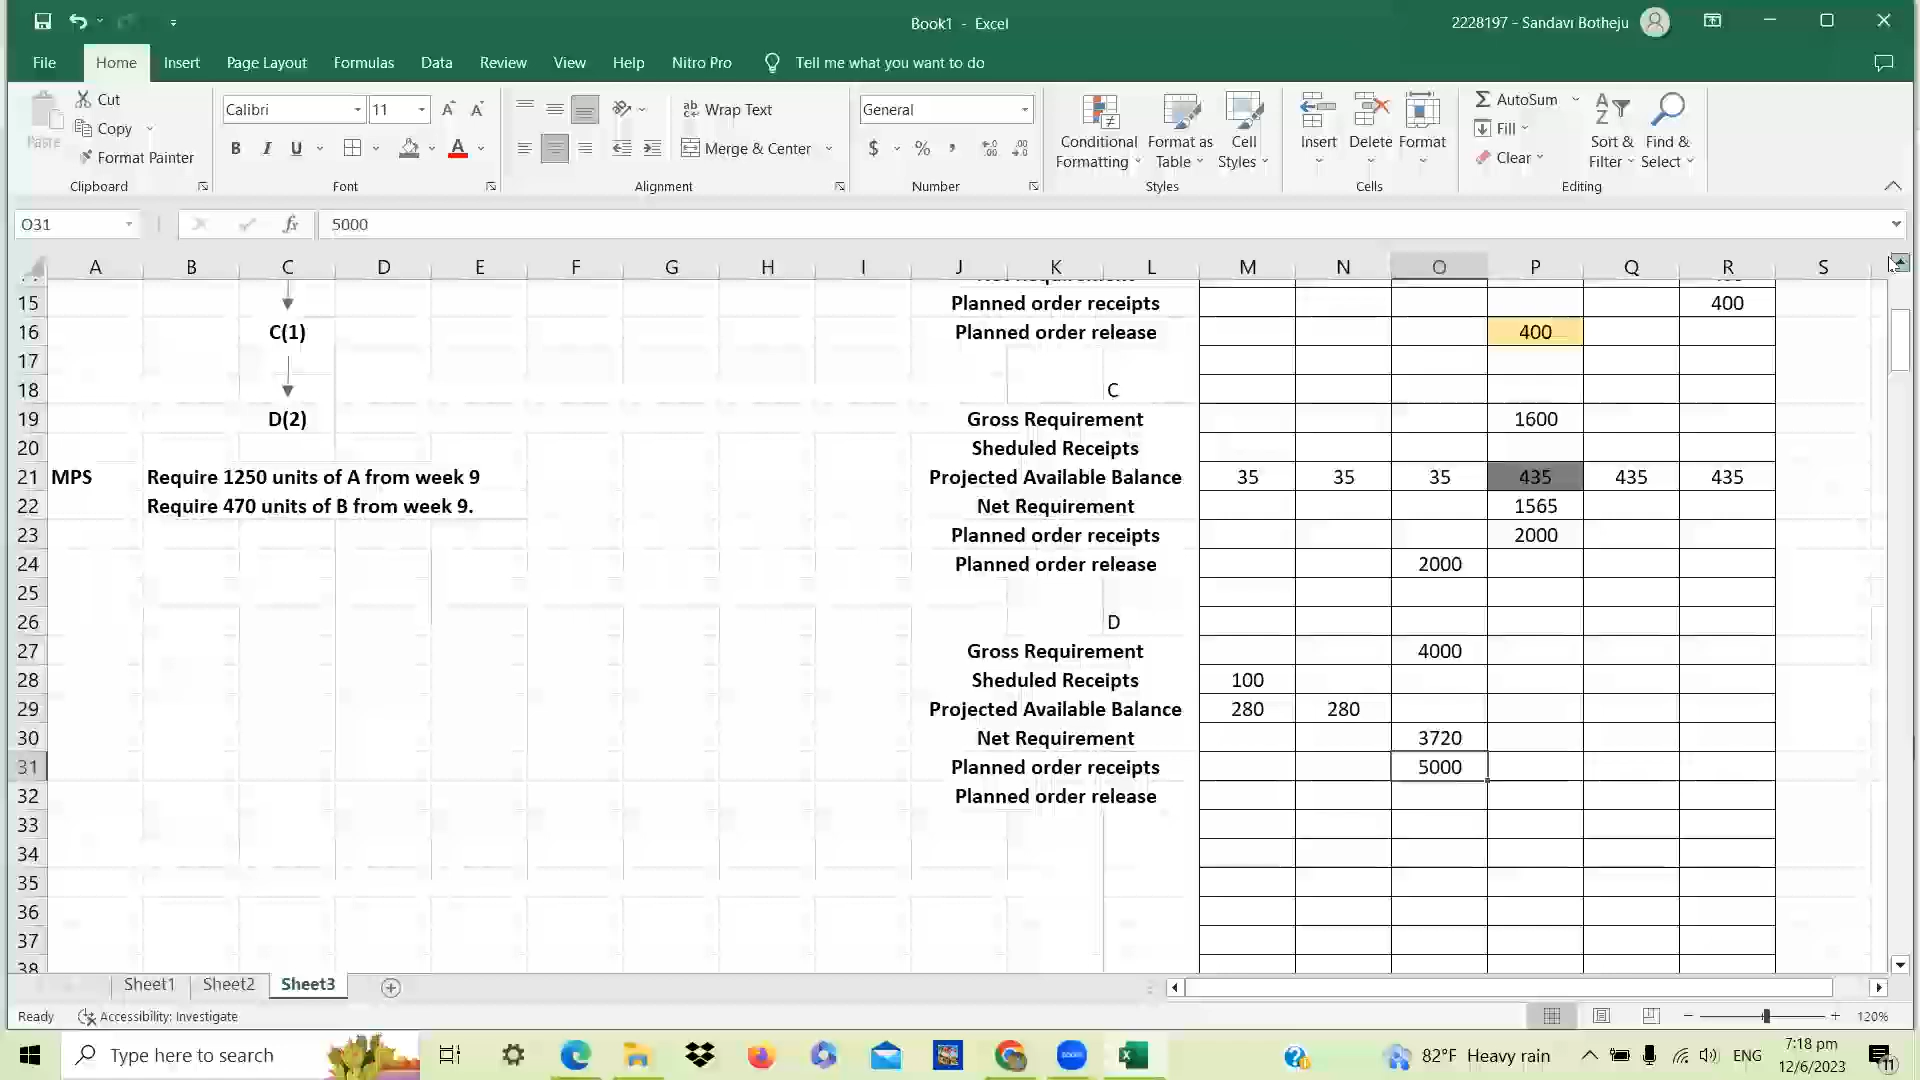 Book1 - Excel
2228197 - Sandavi Botheju
File Home Insert Page Layout Formulas Data Review View Help Nitro Pro Tell me what you want to do
Paste
Cut
Copy
Format Painter
Clipboard
Calibri 11
B I U
Font
Wrap Text
Merge & Center
Alignment
General
$ % ,
Number
Conditional Formatting
Format as Table
Cell Styles
Styles
Insert Delete Format
Cells
AutoSum
Fill
Clear
Sort & Filter
Find & Select
Editing
O31 fx 5000
A B C D E F G H I J K L M N O P Q R S
15 Planned order receipts 400
16 C(1) Planned order release 400
17
18 C
19 D(2) Gross Requirement 1600
20 Sheduled Receipts
21 MPS Require 1250 units of A from week 9 Projected Available Balance 35 35 35 435 435 435
22 Require 470 units of B from week 9. Net Requirement 1565
23 Planned order receipts 2000
24 Planned order release 2000
25
26 D
27 Gross Requirement 4000
28 Sheduled Receipts 100
29 Projected Available Balance 280 280
30 Net Requirement 3720
31 Planned order receipts 5000
32 Planned order release
33
34
35
36
37
38
Sheet1 Sheet2 Sheet3
Ready Accessibility: Investigate 120%
Type here to search
zoom
82°F Heavy rain ENG
7:18 pm
12/6/2023
11